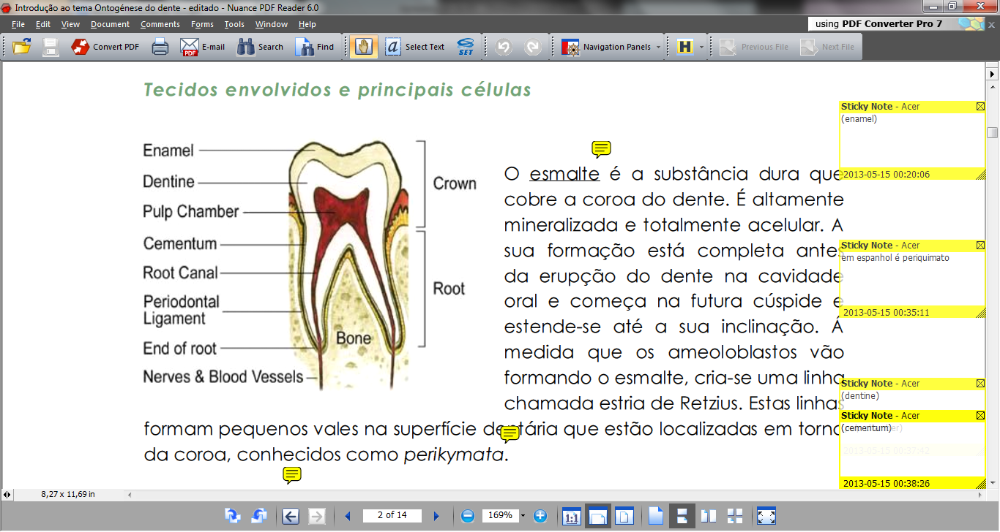 Introdução ao tema Ontogénese do dente - editado - Nuance PDF Reader 6.0
File Edit View Document Comments Forms Tools Window Help
using PDF Converter Pro 7
Convert PDF E-mail Search Find Select Text SET Navigation Panels H Previous File Next File
Tecidos envolvidos e principais células
Enamel
Dentine
Pulp Chamber
Cementum
Root Canal
Periodontal
Ligament
End of root
Nerves & Blood Vessels
Bone
Crown
Root
O esmalte é a substância dura que
cobre a coroa do dente. É altamente
mineralizada e totalmente acelular. A
sua formação está completa antes
da erupção do dente na cavidade
oral e começa na futura cúspide e
estende-se até a sua inclinação. Á
medida que os ameoloblastos vão
formando o esmalte, cria-se uma linha
chamada estria de Retzius. Estas linhas
formam pequenos vales na superfície dentária que estão localizadas em torno
da coroa, conhecidos como perikymata.
Sticky Note - Acer
(enamel)
2013-05-15 00:20:06
Sticky Note - Acer
em espanhol é periquimato
2013-05-15 00:35:11
Sticky Note - Acer
(dentine)
Sticky Note - Acer
(cementum)
2013-05-15 00:37:42
2013-05-15 00:38:26
8,27 x 11,69 in
2 of 14
169%
1:1